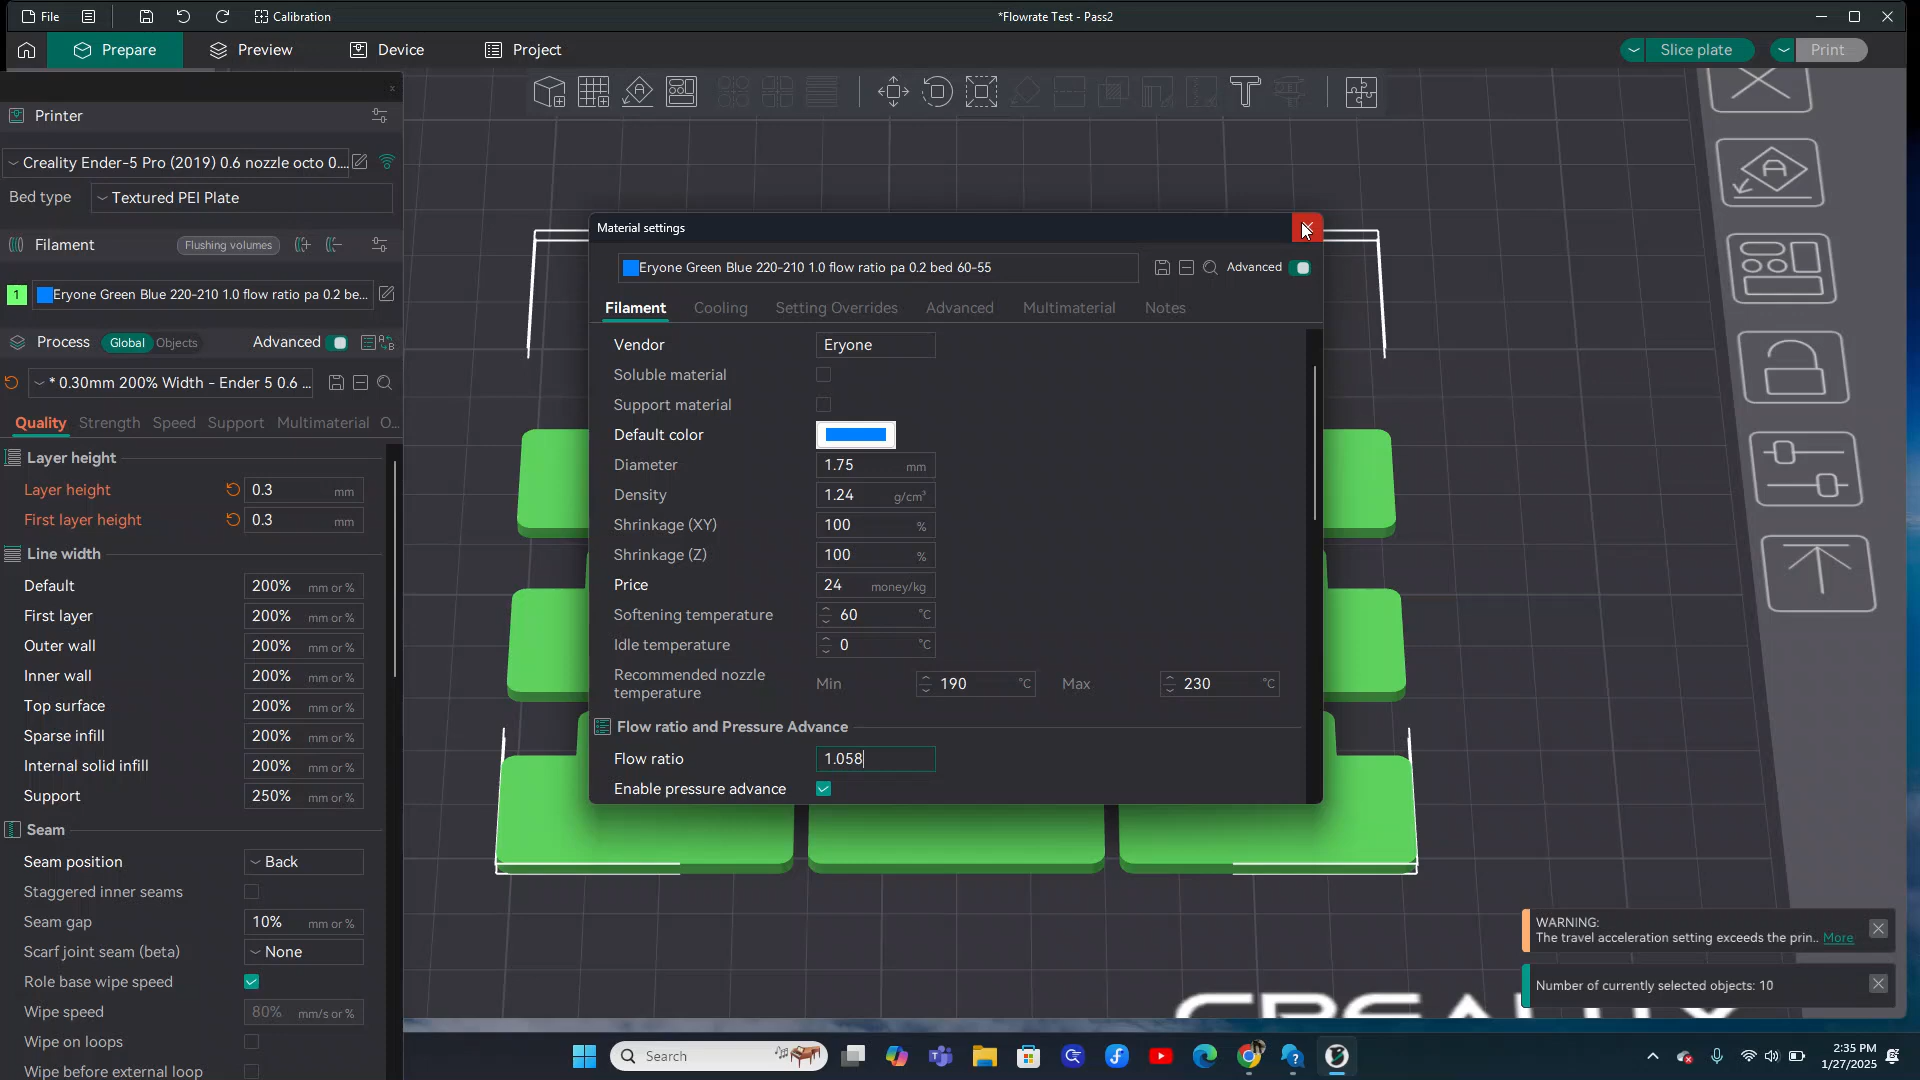 File
Calibration
*Flowrate Test - Pass2
Prepare
Preview
Device
Project
Slice plate
Print
Printer
Creality Ender-5 Pro (2019) 0.6 nozzle octo 0....
Bed type
Textured PEI Plate
Filament
Flushing volumes
1
Eryone Green Blue 220-210 1.0 flow ratio pa 0.2 be...
Process
Global
Objects
Advanced
* 0.30mm 200% Width - Ender 5 0.6 ...
Quality
Strength
Speed
Support
Multimaterial
O...
Layer height
Layer height 0.3 mm
First layer height 0.3 mm
Line width
Default 200% mm or %
First layer 200% mm or %
Outer wall 200% mm or %
Inner wall 200% mm or %
Top surface 200% mm or %
Sparse infill 200% mm or %
Internal solid infill 200% mm or %
Support 250% mm or %
Seam
Seam position Back
Staggered inner seams
Seam gap 10% mm or %
Scarf joint seam (beta) None
Role base wipe speed
Wipe speed 80% mm/s or %
Wipe on loops
Wipe before external loop
Material settings
Eryone Green Blue 220-210 1.0 flow ratio pa 0.2 bed 60-55
Advanced
Filament
Cooling
Setting Overrides
Advanced
Multimaterial
Notes
Vendor Eryone
Soluble material
Support material
Default color
Diameter 1.75 mm
Density 1.24 g/cm³
Shrinkage (XY) 100 %
Shrinkage (Z) 100 %
Price 24 money/kg
Softening temperature 60 °C
Idle temperature 0 °C
Recommended nozzle
temperature
Min 190 °C Max 230 °C
Flow ratio and Pressure Advance
Flow ratio 1.058
Enable pressure advance
WARNING:
The travel acceleration setting exceeds the prin.. More
Number of currently selected objects: 10
CREALITY
Search
2:35 PM
1/27/2025